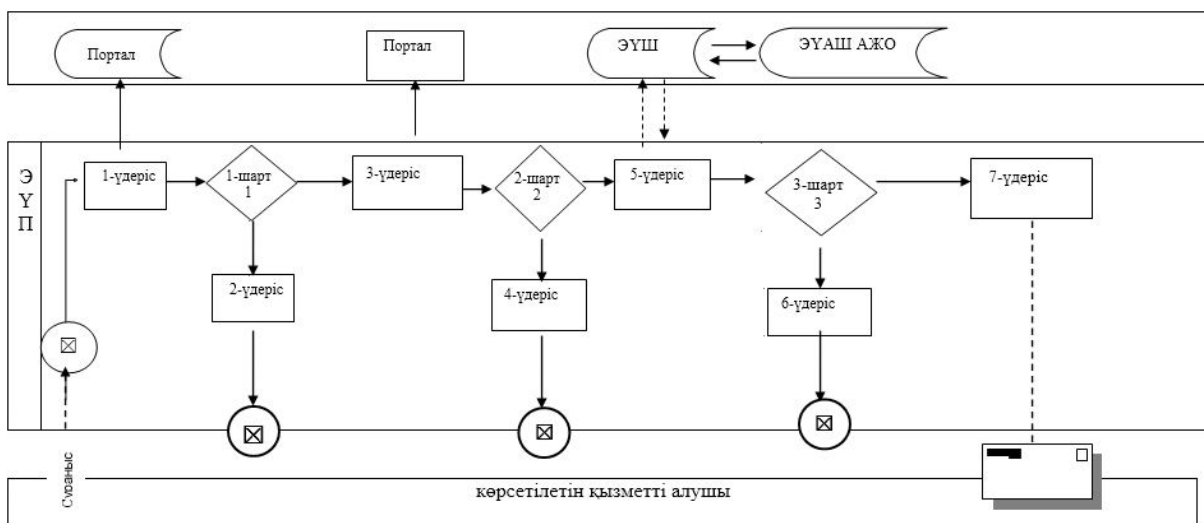 Портал
Портал
ЭҮШ
ЭҮАШ АЖО
Э
Ү
П
1-үдеріс
1-шарт
1
3-үдеріс
2-шарт
2
5-үдеріс
3-шарт
3
7-үдеріс
2-үдеріс
4-үдеріс
6-үдеріс
Сұраныс
көрсетілетін қызметті алушы